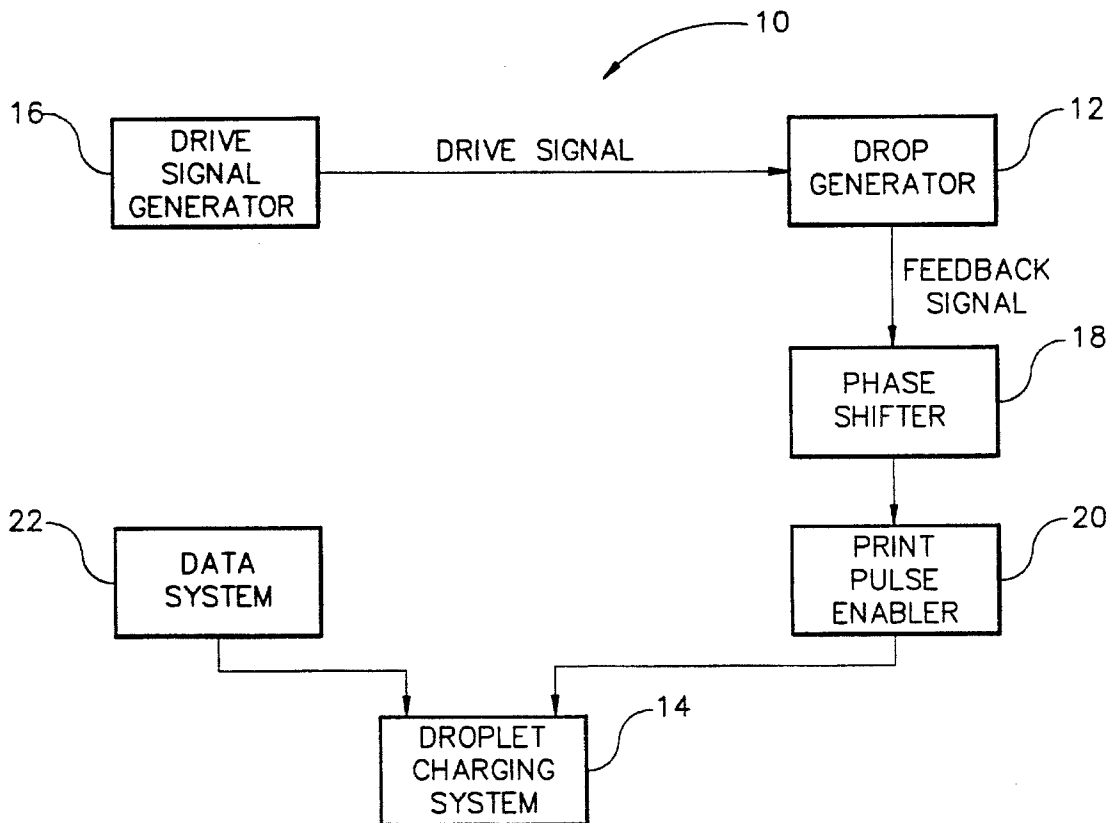 10
16
DRIVE
SIGNAL
GENERATOR
DRIVE SIGNAL
DROP
GENERATOR
12
FEEDBACK
SIGNAL
PHASE
SHIFTER
18
22
DATA
SYSTEM
PRINT
PULSE
ENABLER
20
DROPLET
CHARGING
SYSTEM
14